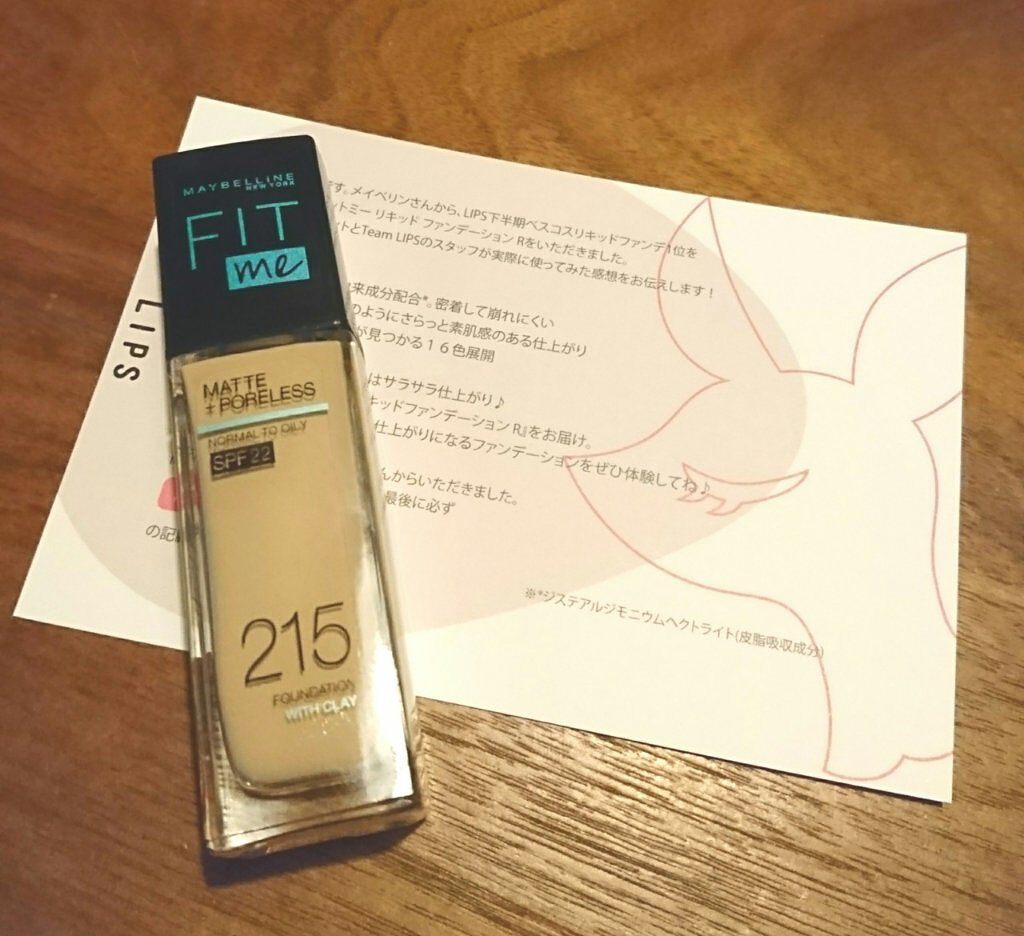 MAYBELLINE
NEW YORK
FIT
me
MATTE
+ PORELESS
NORMAL TO OILY
SPF 22
215
FOUNDATION
WITH CLAY
LIPS
す。メイベリンさんから、LIPS下半期ベスコスリキッドファンデ1位を
ットミー リキッド ファンデーション Rをいただきました。
ットとTeam LIPSのスタッフが実際に使ってみた感想をお伝えします！
来成分配合*。密着して崩れにくい
のようにさらっと素肌感のある仕上がり
が見つかる１６色展開
はサラサラ仕上がり♪
キッドファンデーション R』をお届け。
仕上がりになるファンデーションをぜひ体験してね♪
んからいただきました。
最後に必ず
の記
※*ジステアルジモニウムヘクトライト(皮脂吸収成分)